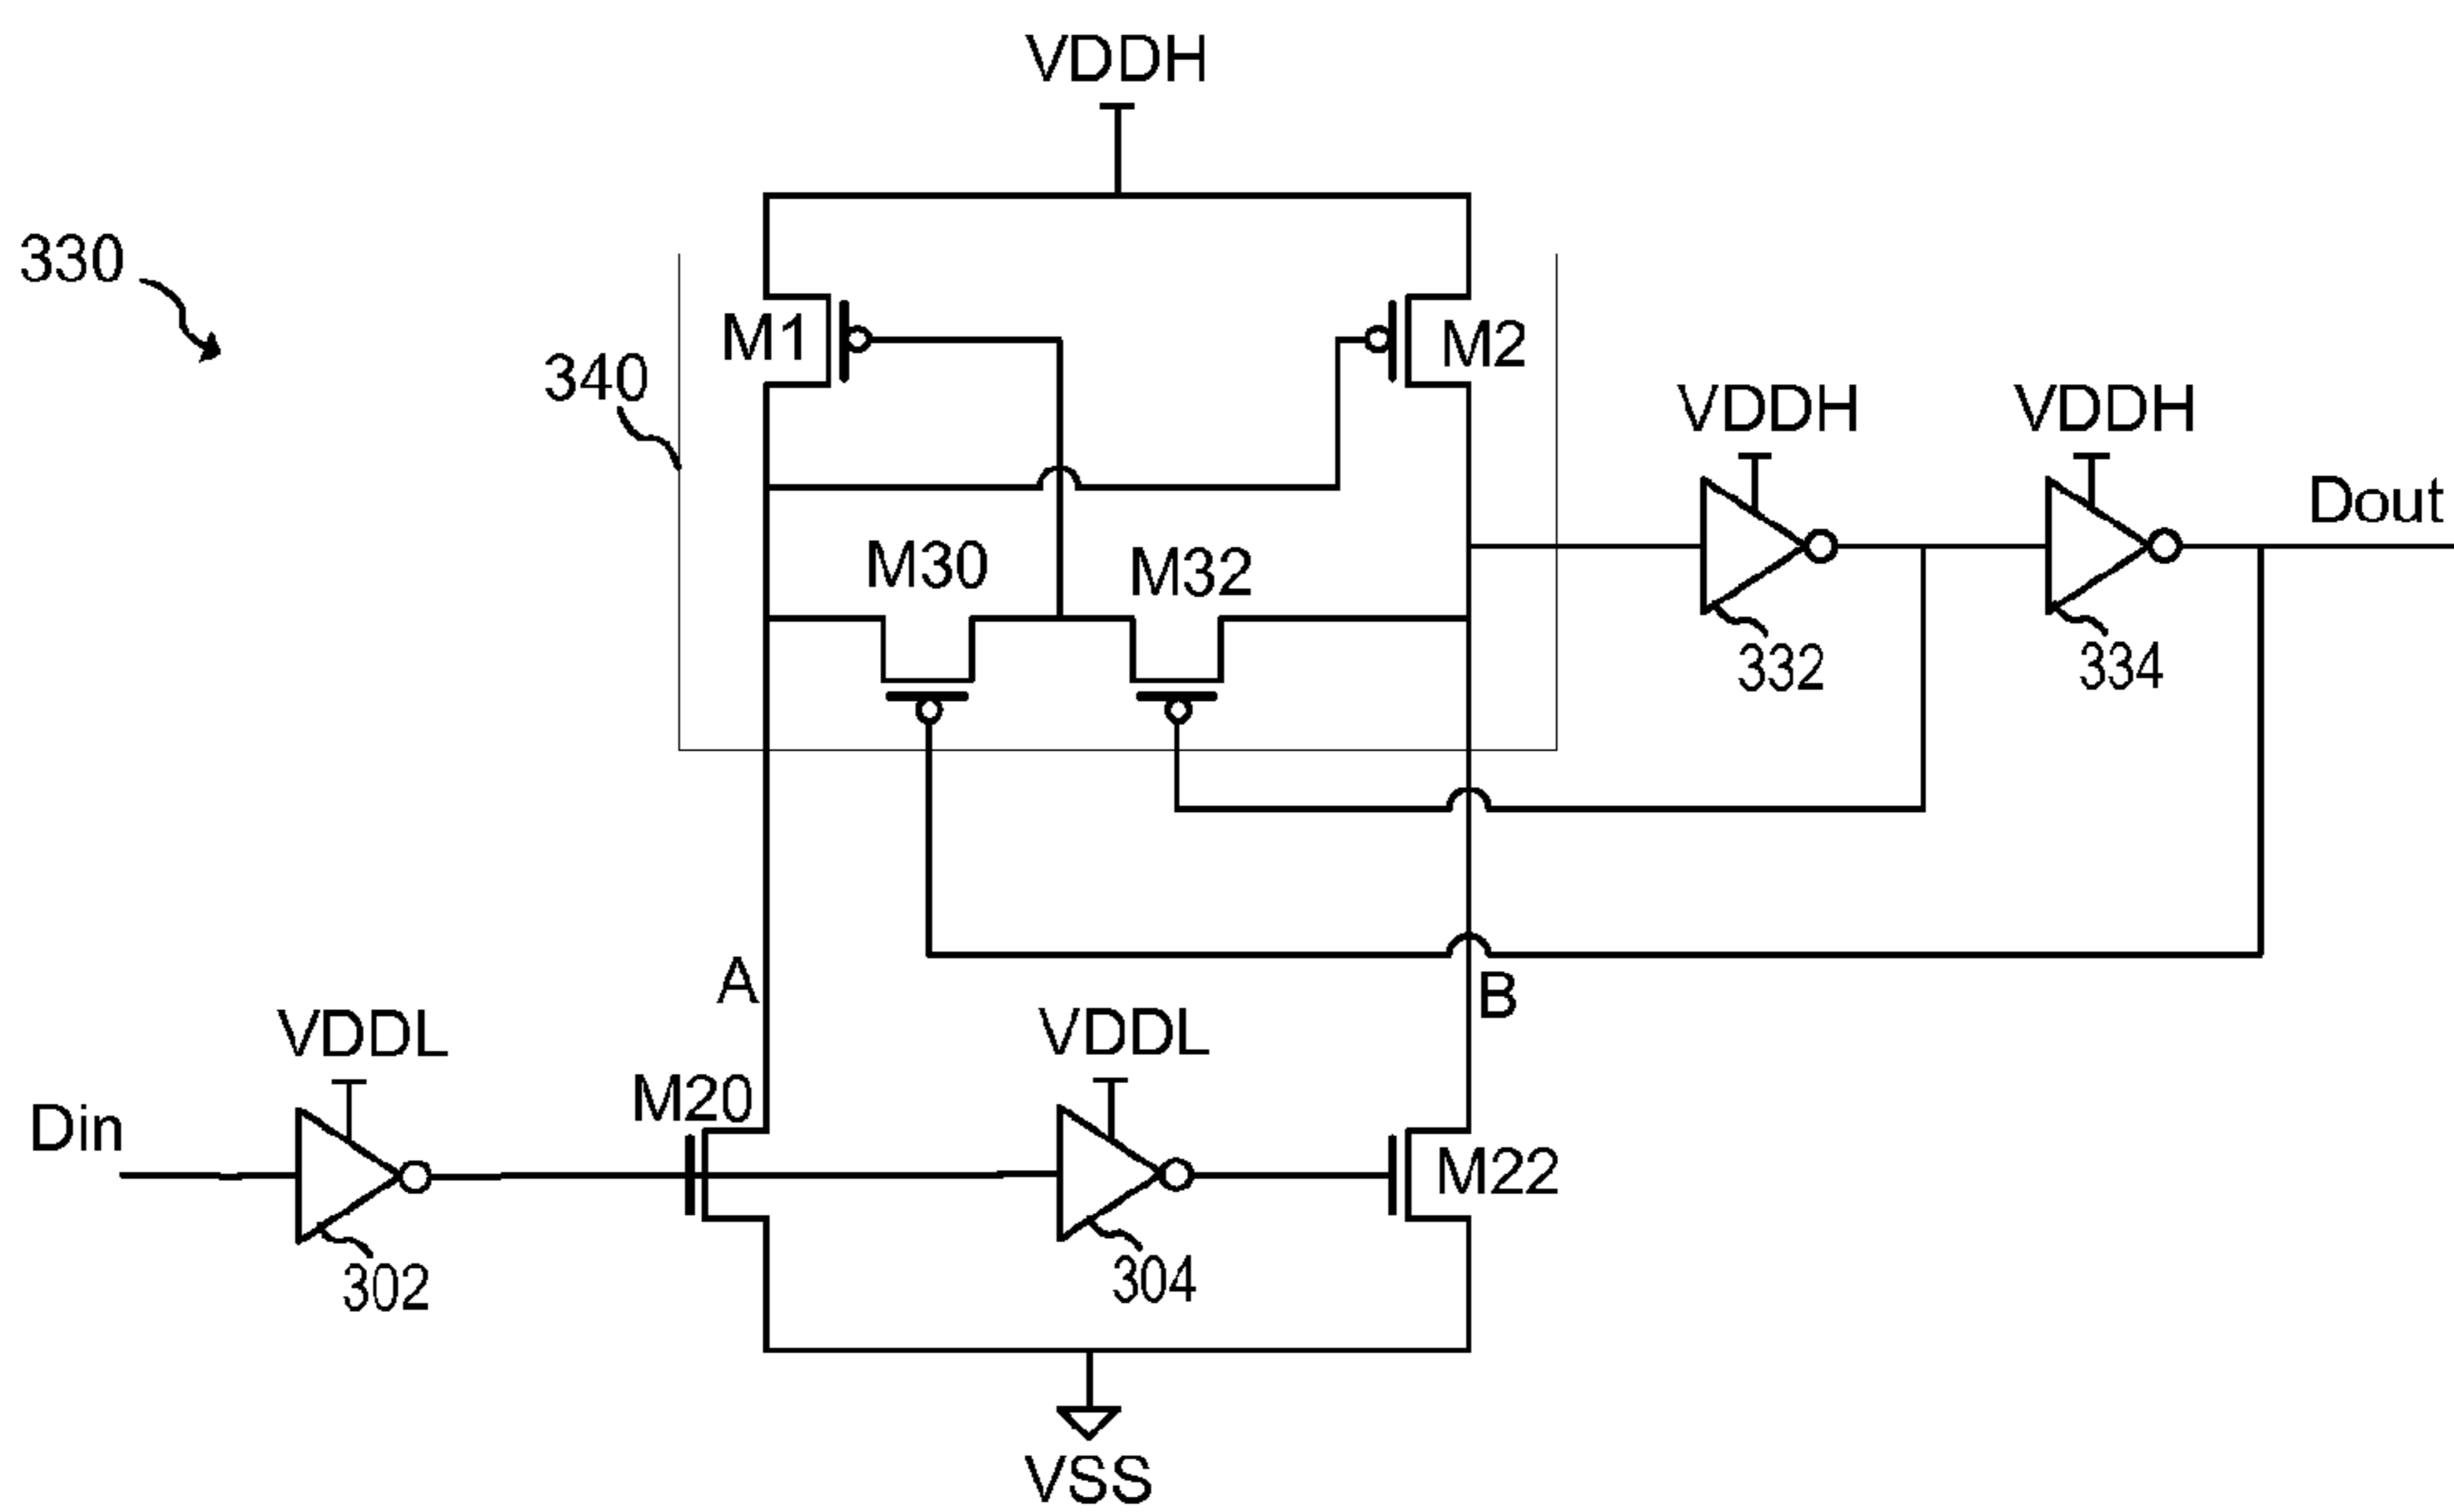 VDDH
330
M1
M2
340
VDDH
VDDH
Dout
M30
M32
332
334
A
B
VDDL
VDDL
M20
Din
M22
302
304
VSS